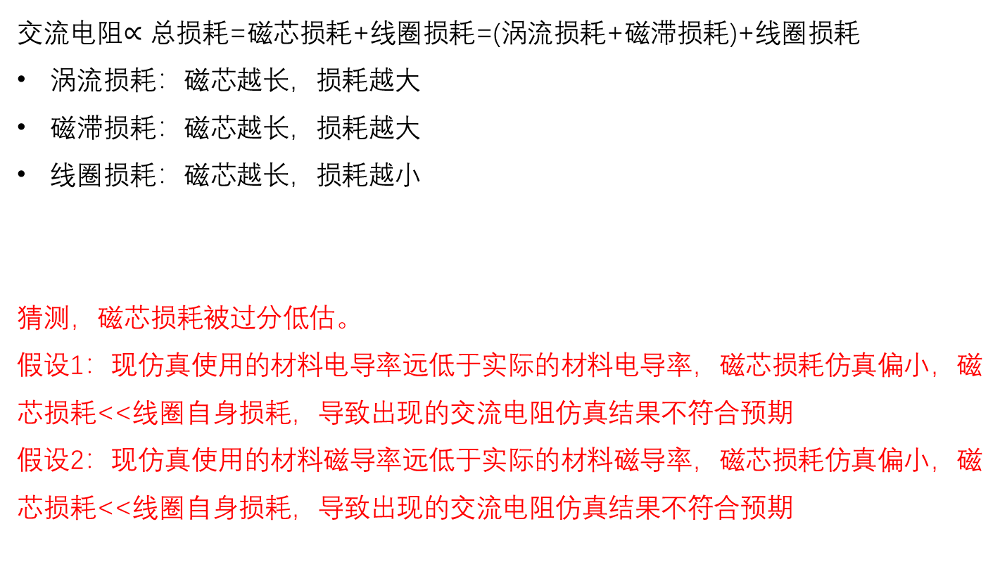 交流电阻∝ 总损耗=磁芯损耗+线圈损耗=(涡流损耗+磁滞损耗)+线圈损耗
• 涡流损耗：磁芯越长，损耗越大
• 磁滞损耗：磁芯越长，损耗越大
• 线圈损耗：磁芯越长，损耗越小
猜测，磁芯损耗被过分低估。
假设1：现仿真使用的材料电导率远低于实际的材料电导率，磁芯损耗仿真偏小，磁
芯损耗<<线圈自身损耗，导致出现的交流电阻仿真结果不符合预期
假设2：现仿真使用的材料磁导率远低于实际的材料磁导率，磁芯损耗仿真偏小，磁
芯损耗<<线圈自身损耗，导致出现的交流电阻仿真结果不符合预期